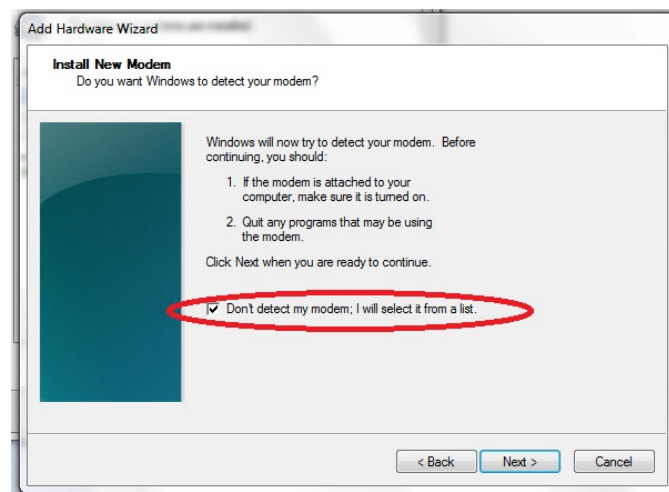 Add Hardware Wizard
Install New Modem
Do you want Windows to detect your modem?
Windows will now try to detect your modem. Before
continuing, you should:
1. If the modem is attached to your
computer, make sure it is turned on.
2. Quit any programs that may be using
the modem.
Click Next when you are ready to continue.
Don't detect my modem; I will select it from a list.
< Back Next > Cancel